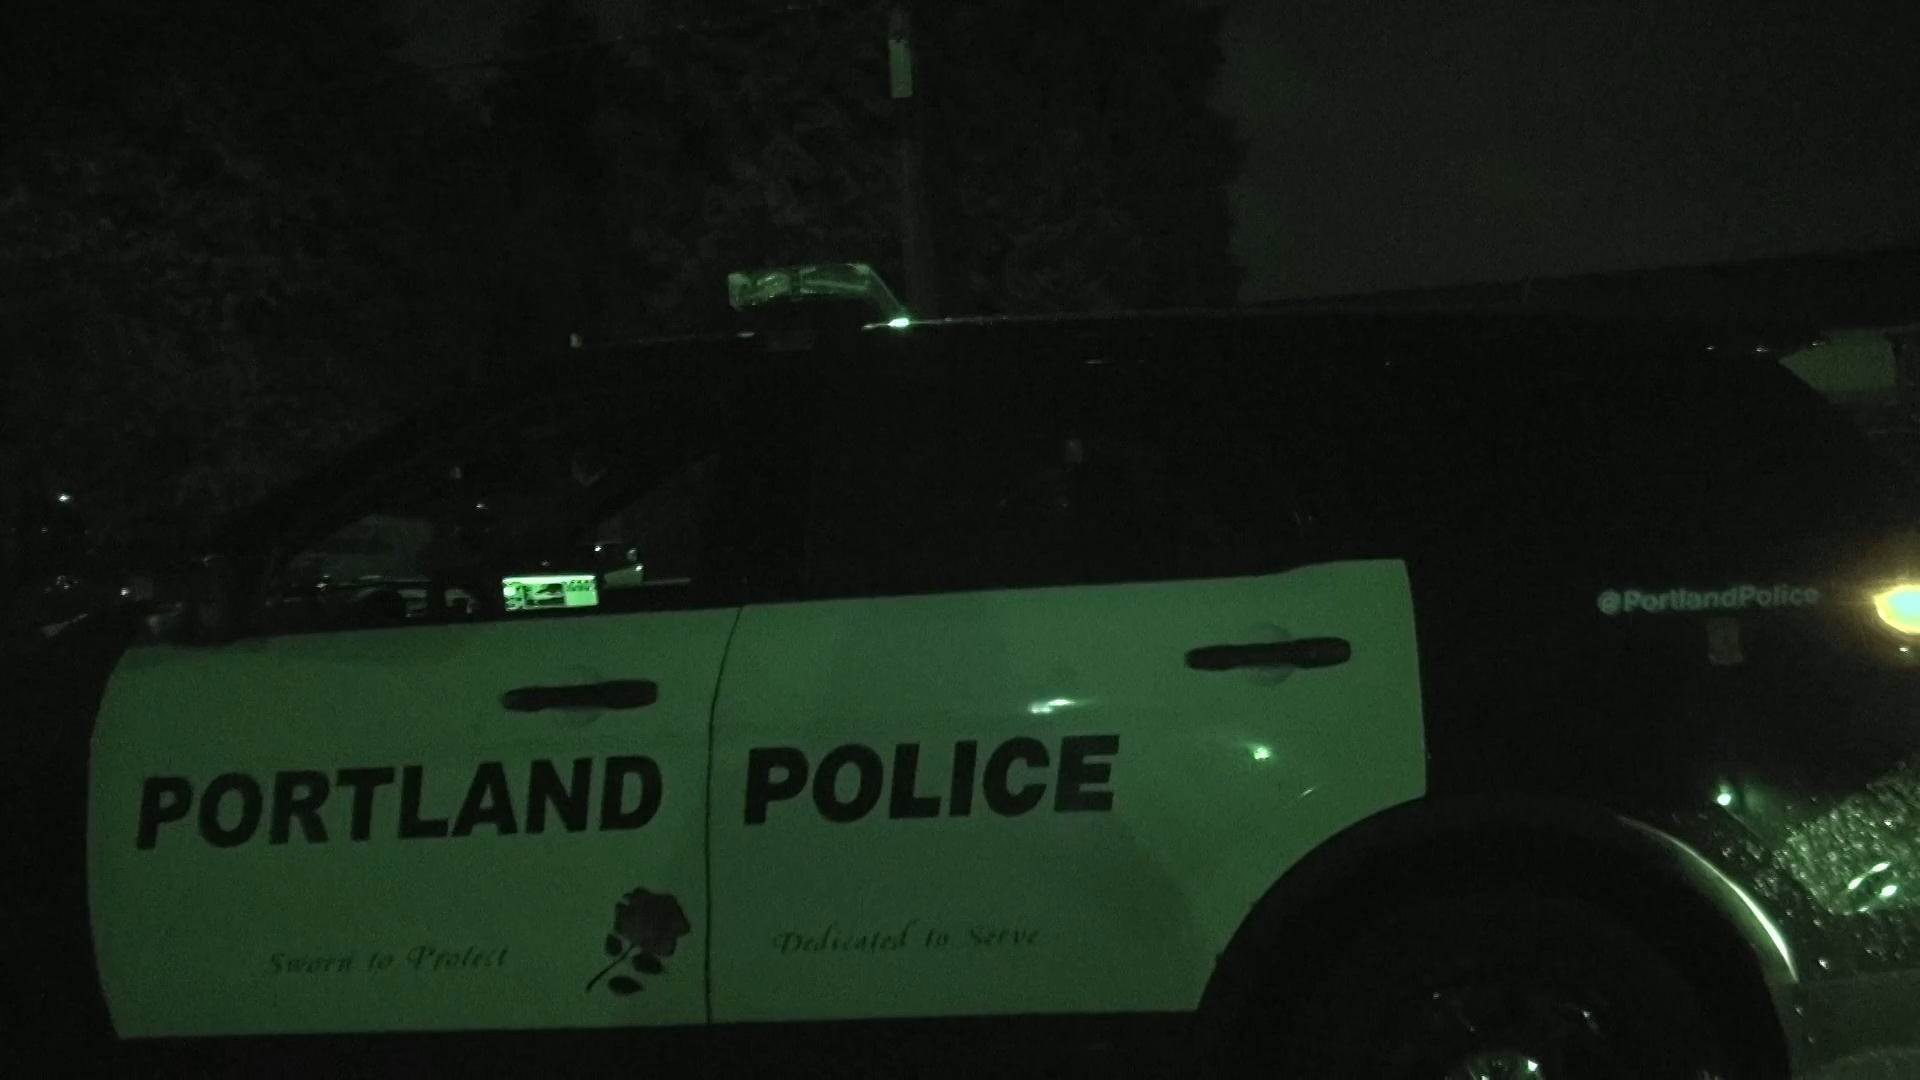 @PortlandPolice
PORTLAND POLICE
Sworn to Protect
Dedicated to Serve